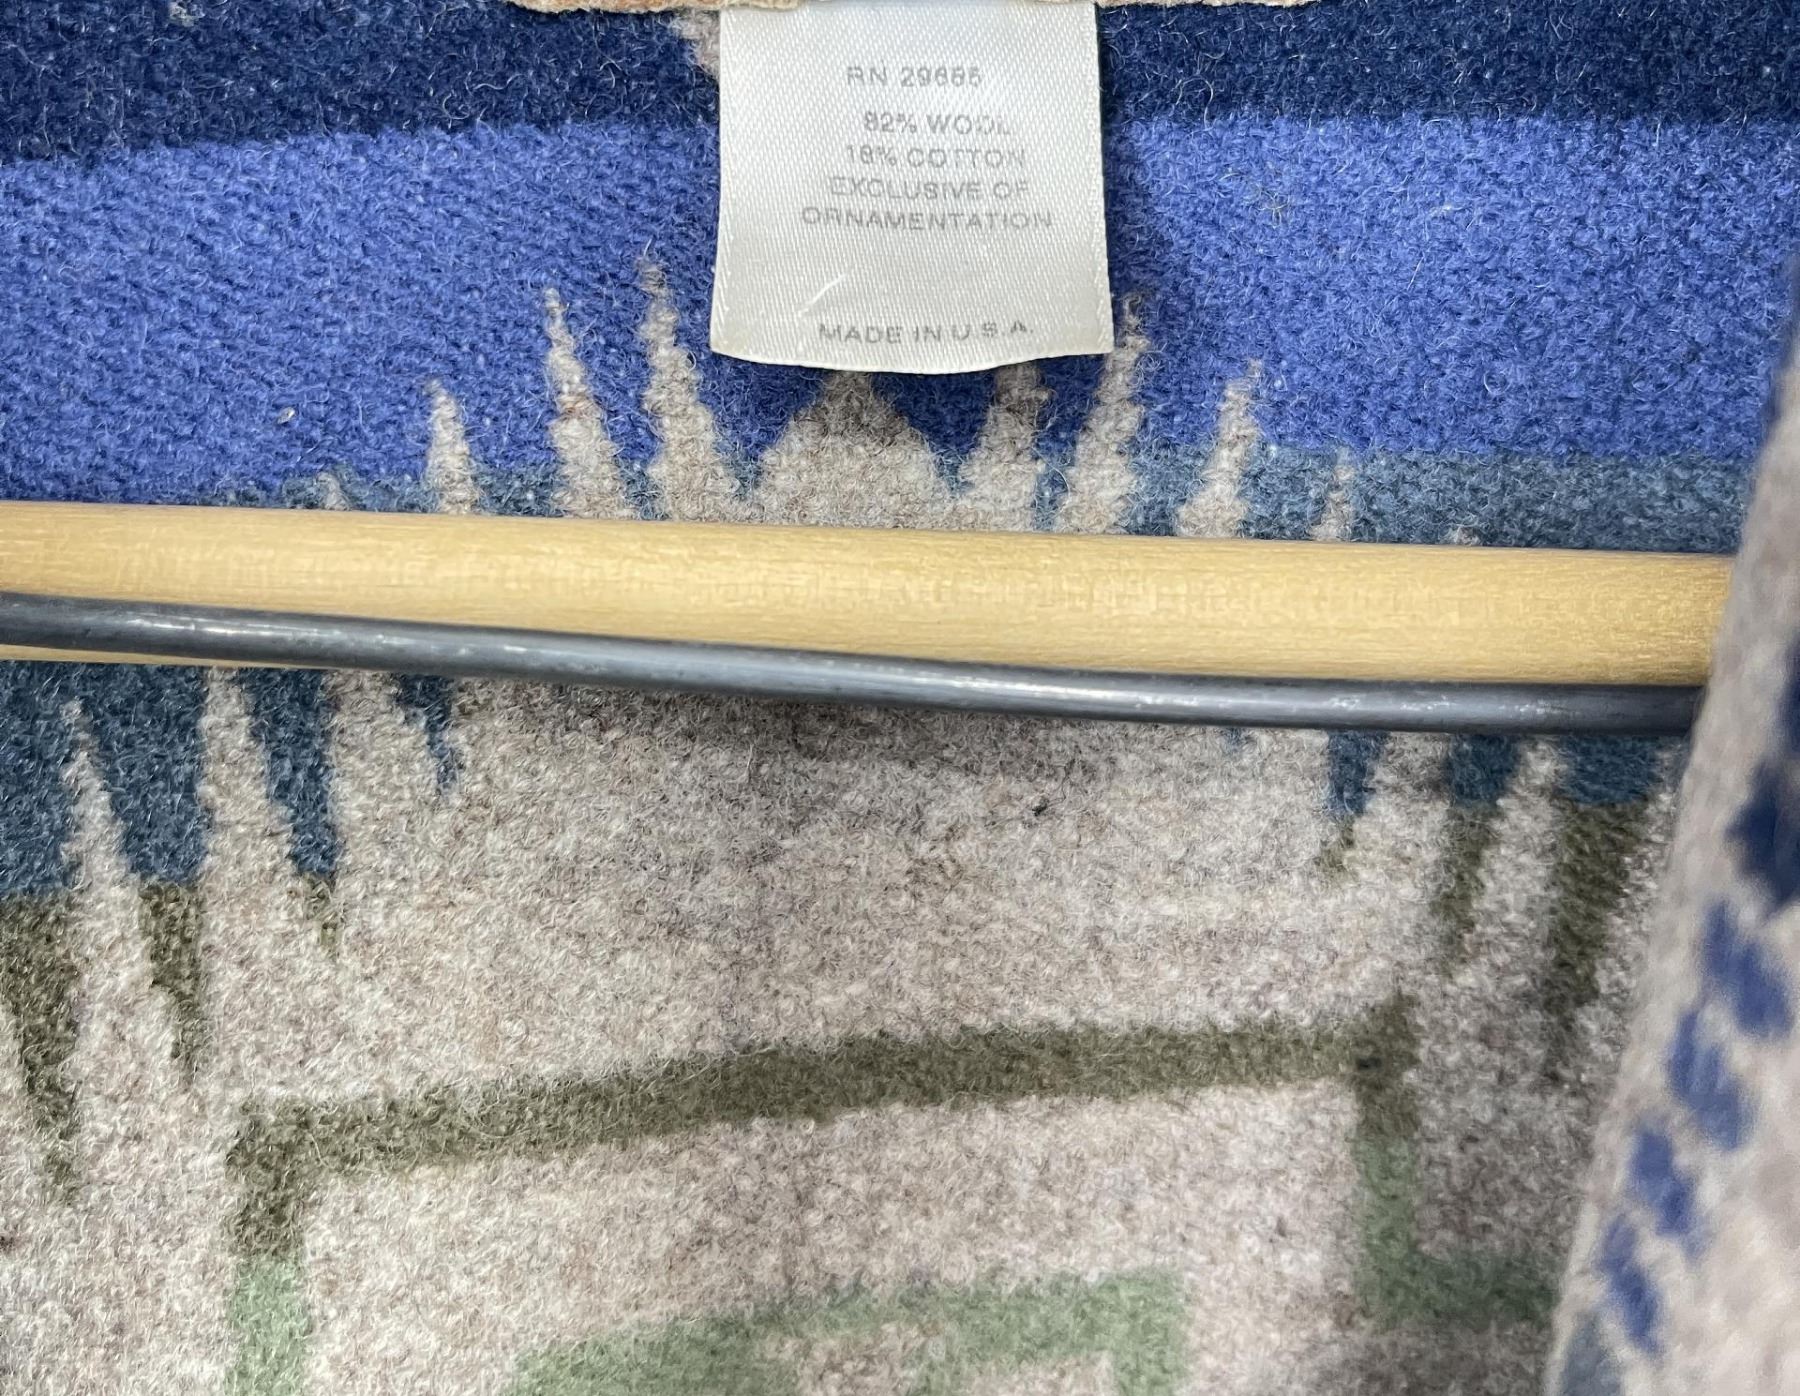 RN 29685
82% WOOL
18% COTTON
EXCLUSIVE OF
ORNAMENTATION
MADE IN U.S.A.